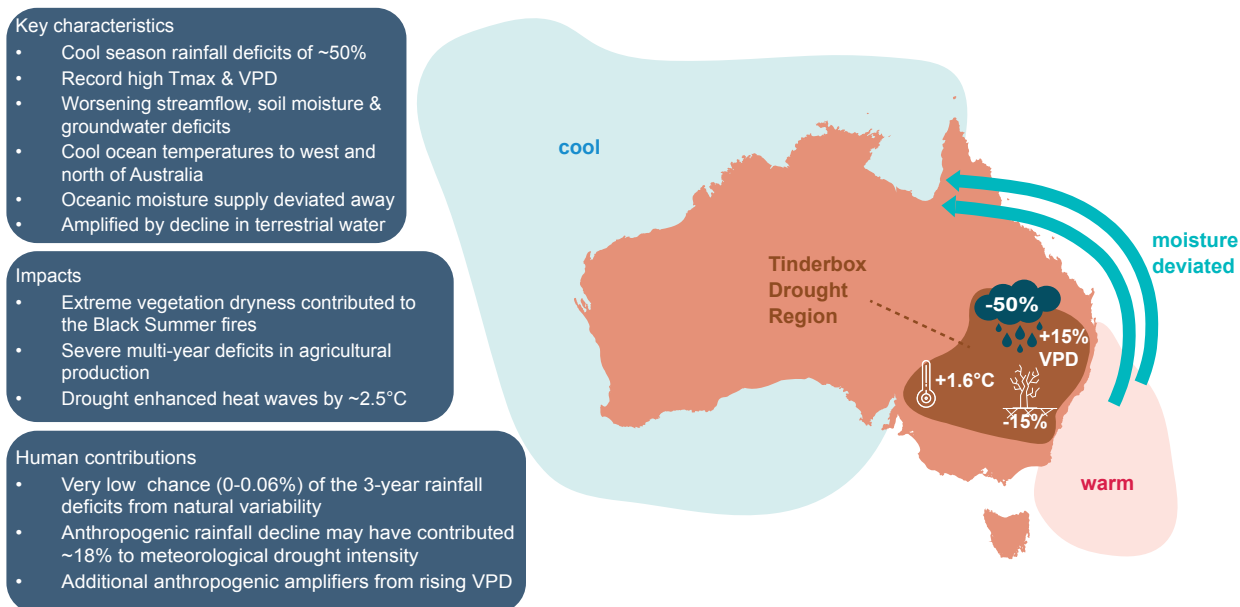 Key characteristics
• Cool season rainfall deficits of ~50%
• Record high Tmax & VPD
• Worsening streamflow, soil moisture &
groundwater deficits
• Cool ocean temperatures to west and
north of Australia
• Oceanic moisture supply deviated away
• Amplified by decline in terrestrial water
Impacts
• Extreme vegetation dryness contributed to
the Black Summer fires
• Severe multi-year deficits in agricultural
production
• Drought enhanced heat waves by ~2.5°C
Human contributions
• Very low chance (0-0.06%) of the 3-year rainfall
deficits from natural variability
• Anthropogenic rainfall decline may have contributed
~18% to meteorological drought intensity
• Additional anthropogenic amplifiers from rising VPD
cool
moisture
deviated
Tinderbox
Drought
Region
-50%
+15%
VPD
+1.6°C
-15%
warm